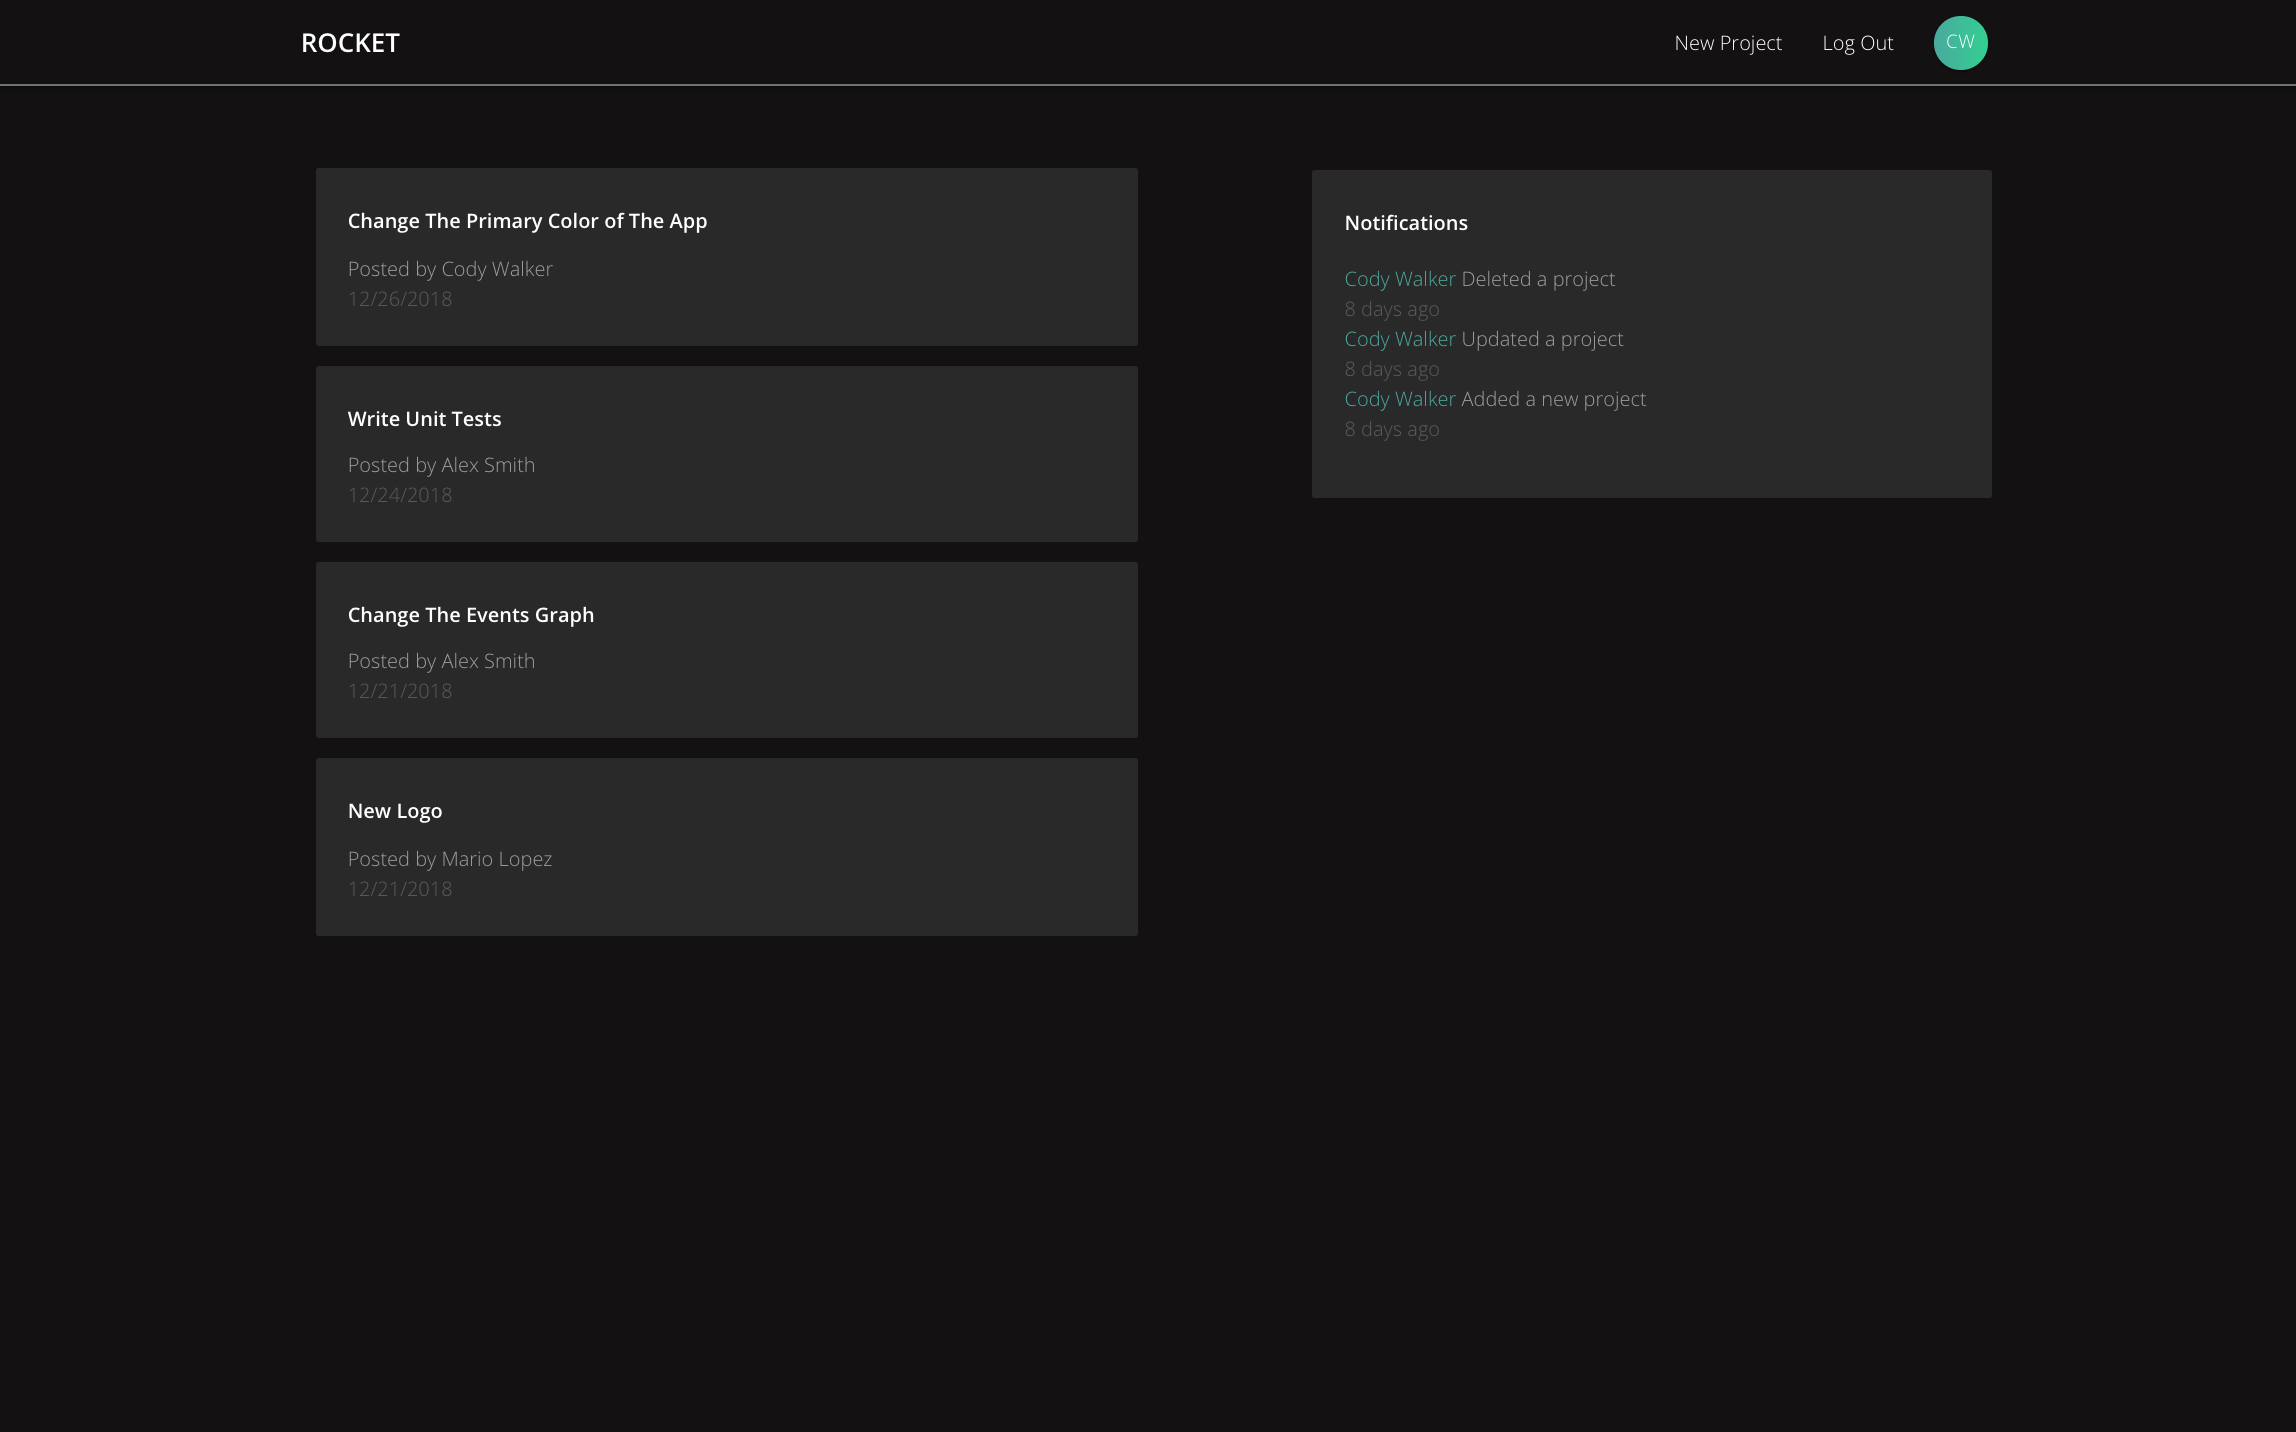 ROCKET
New Project
Log Out
CW
Change The Primary Color of The App
Posted by Cody Walker
12/26/2018
Write Unit Tests
Posted by Alex Smith
12/24/2018
Change The Events Graph
Posted by Alex Smith
12/21/2018
New Logo
Posted by Mario Lopez
12/21/2018
Notifications
Cody Walker Deleted a project
8 days ago
Cody Walker Updated a project
8 days ago
Cody Walker Added a new project
8 days ago